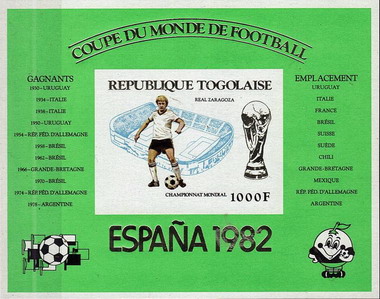 COUPE DU MONDE DE FOOTBALL
GAGNANTS
1930-URUGUAY
1934-ITALIE
1938-ITALIE
1950-URUGUAY
1954-RÉP. FÉD. D'ALLEMAGNE
1958-BRÉSIL
1962-BRÉSIL
1966-GRANDE-BRETAGNE
1970-BRÉSIL
1974-RÉP. FÉD. D'ALLEMAGNE
1978-ARGENTINE
REPUBLIQUE TOGOLAISE
REAL ZARAGOZA
CHAMPIONNAT MONDIAL
1000F
EMPLACEMENT
URUGUAY
ITALIE
FRANCE
BRÉSIL
SUISSE
SUÈDE
CHILI
GRANDE-BRETAGNE
MEXIQUE
RÉP. FÉD. D'ALLEMAGNE
ARGENTINE
ESPAÑA 1982